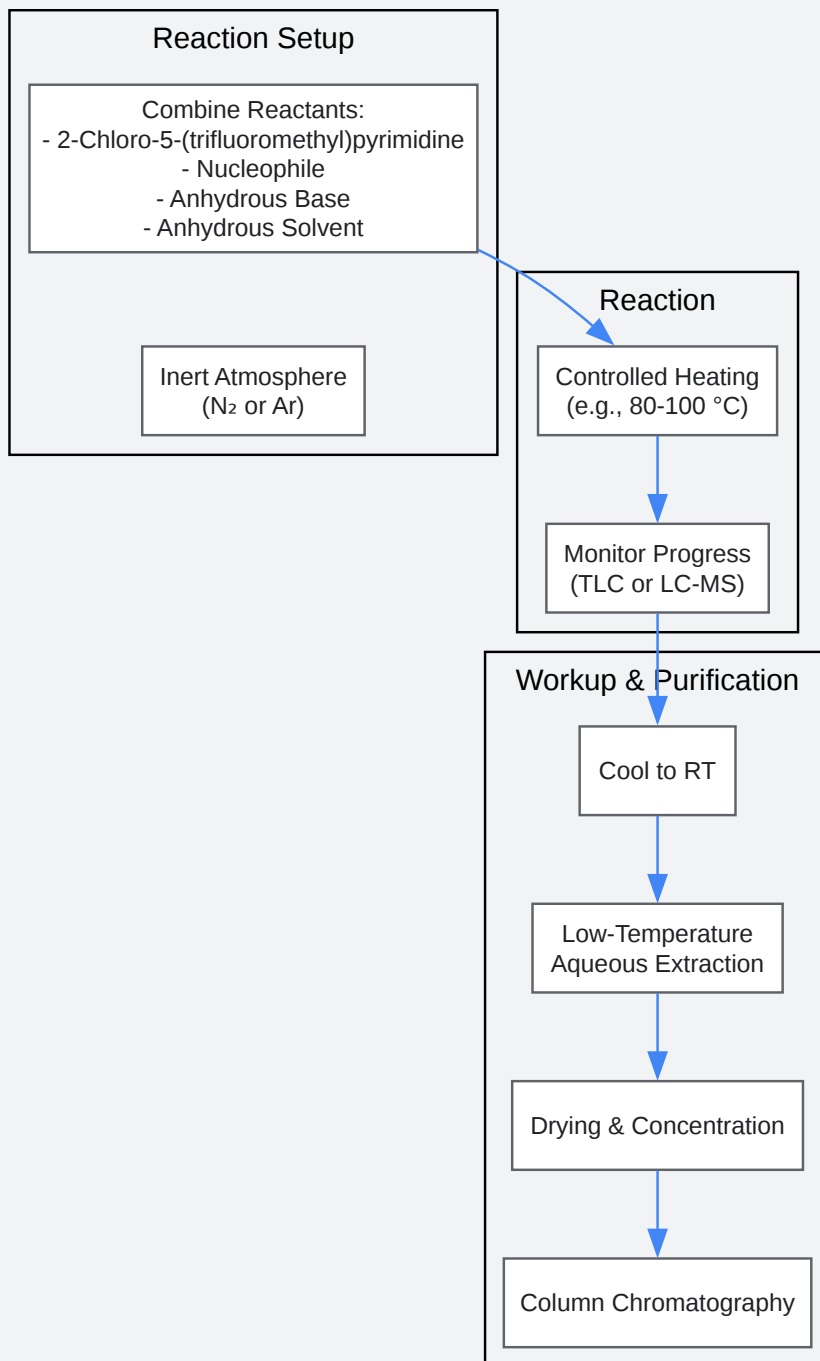 Reaction Setup
Combine Reactants:
- 2-Chloro-5-(trifluoromethyl)pyrimidine
- Nucleophile
- Anhydrous Base
- Anhydrous Solvent
Inert Atmosphere
(N₂ or Ar)
Reaction
Controlled Heating
(e.g., 80-100 °C)
Monitor Progress
(TLC or LC-MS)
Workup & Purification
Cool to RT
Low-Temperature
Aqueous Extraction
Drying & Concentration
Column Chromatography